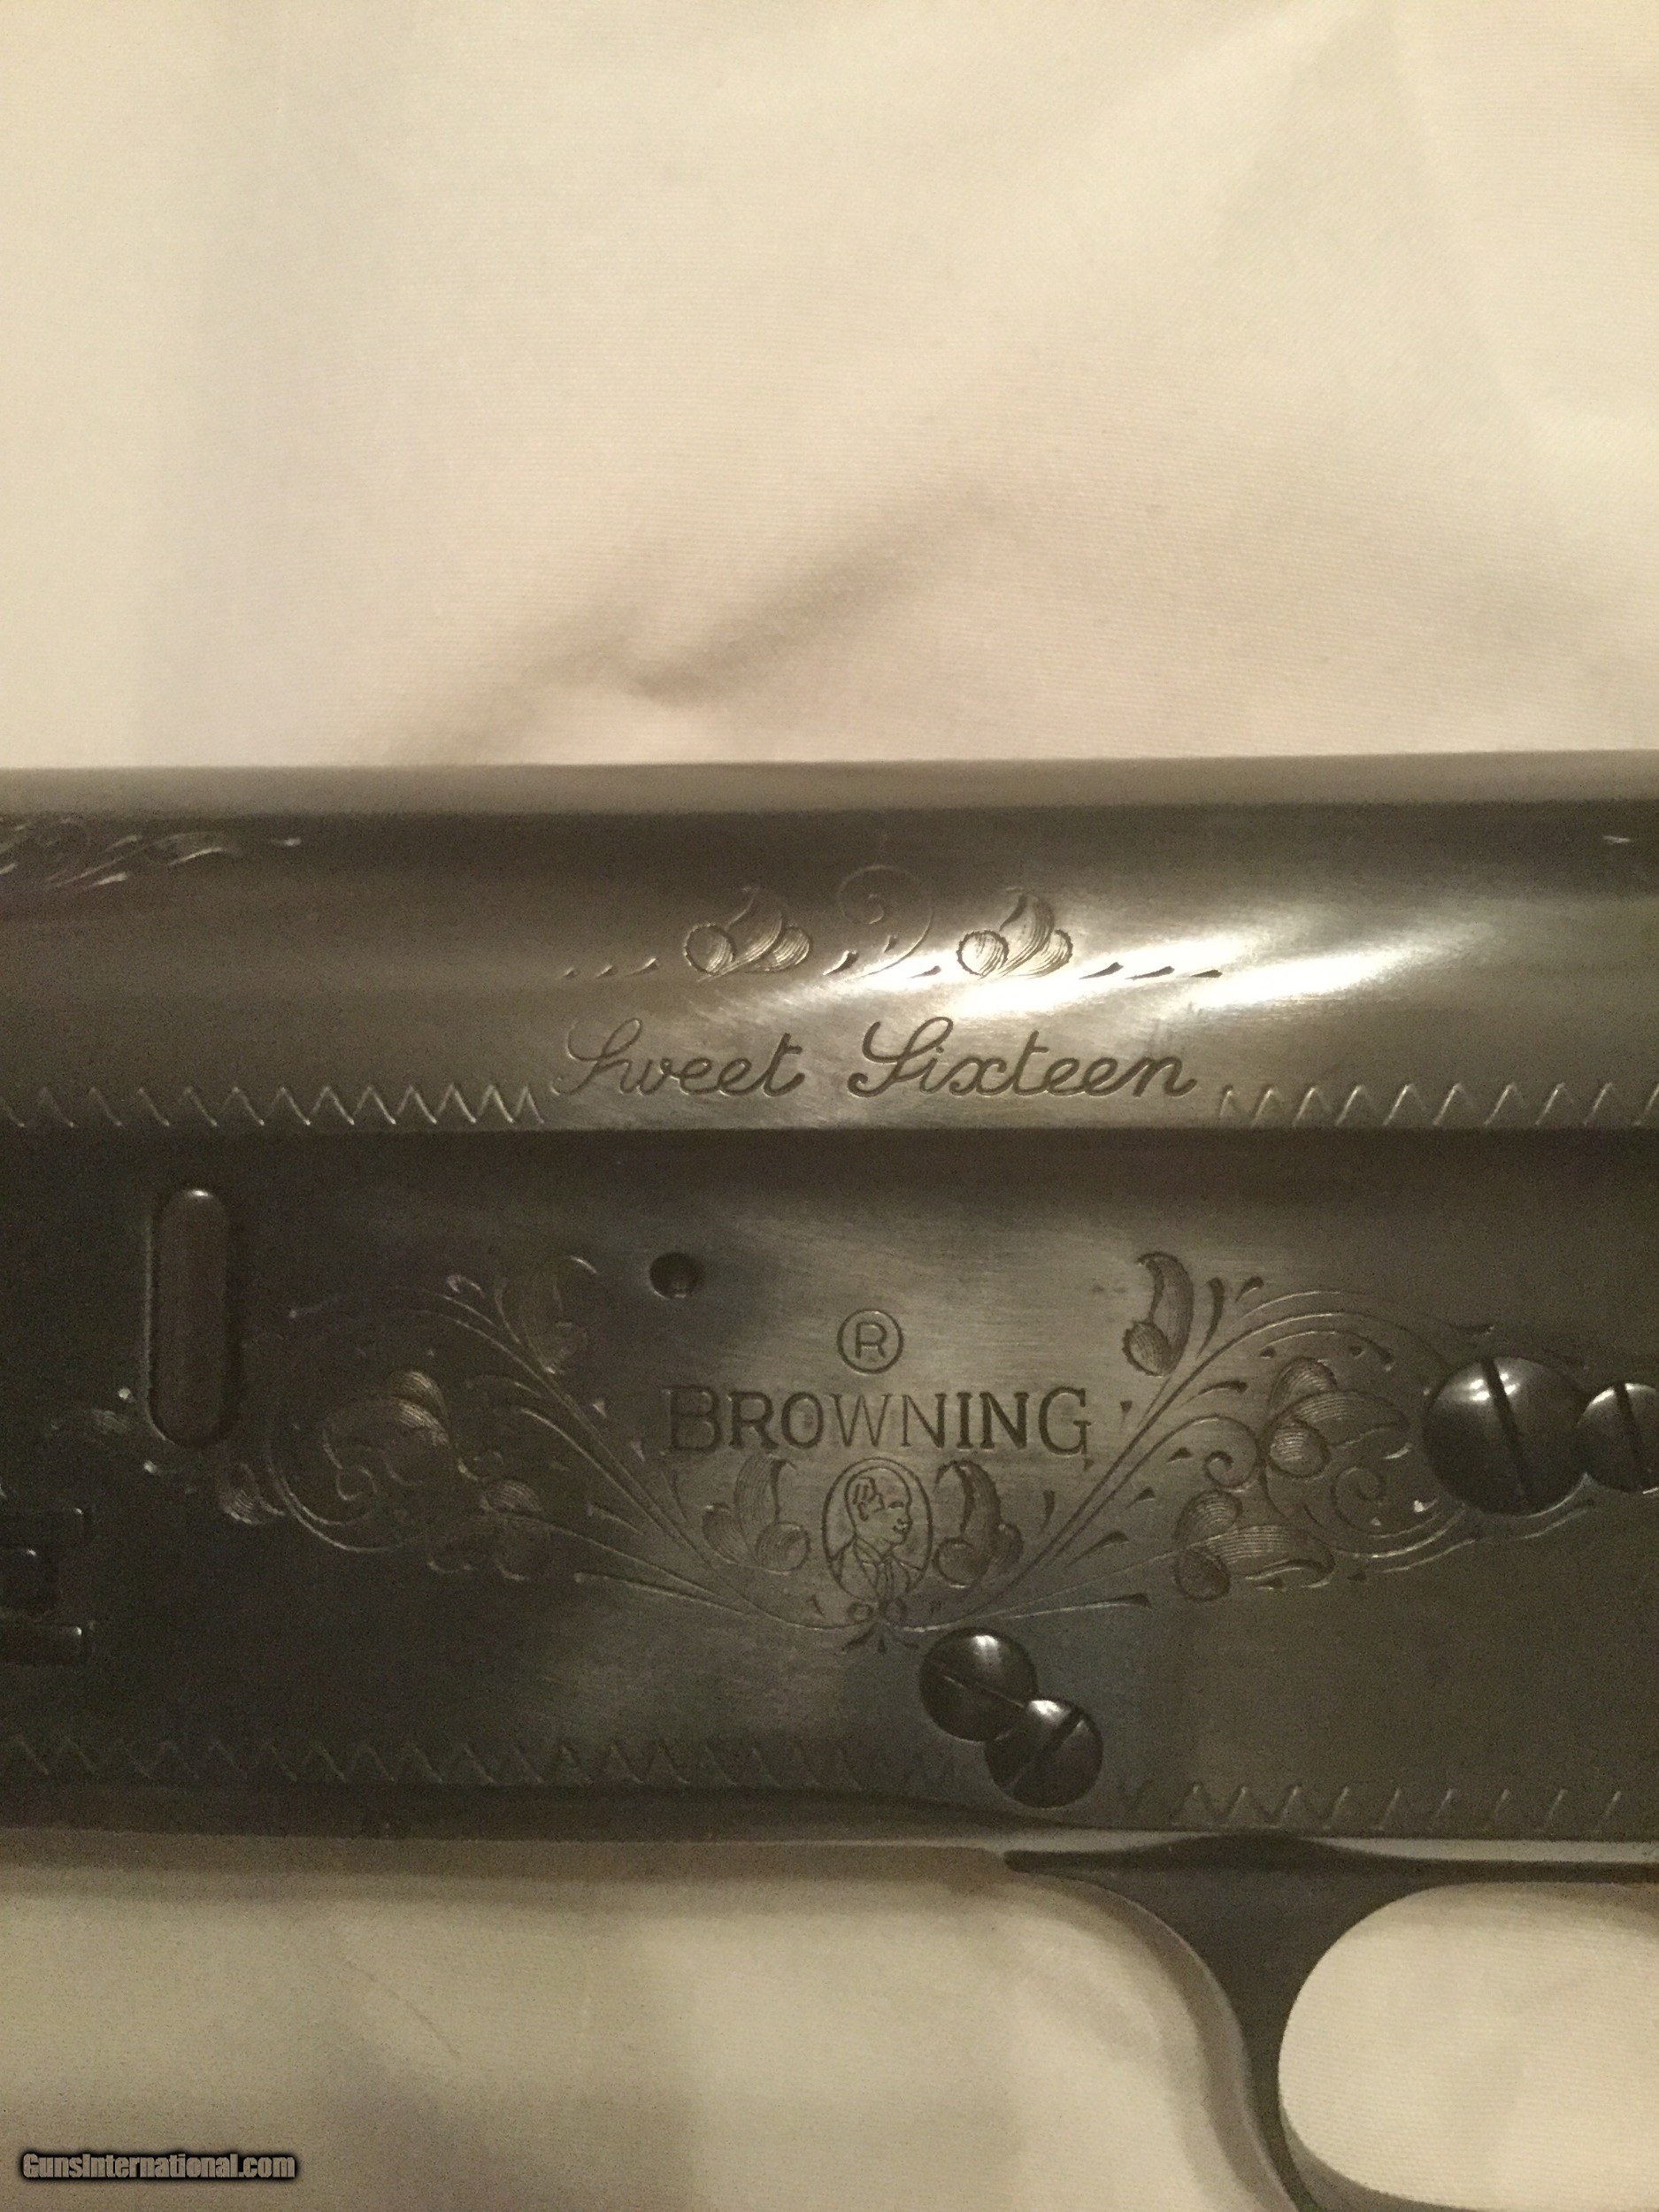 Sweet Sixteen
®
BROWNING
GunsInternational.com